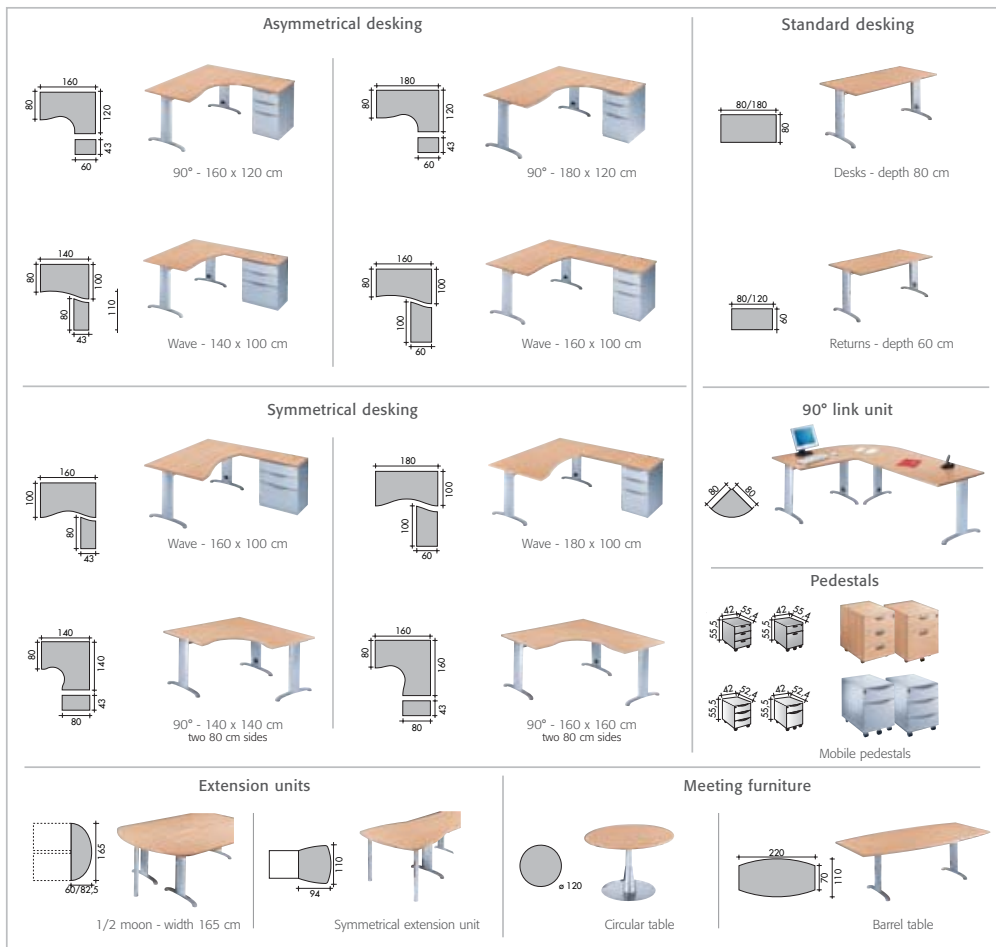 Asymmetrical desking
160
80
120
43
60
90° - 160 x 120 cm
180
80
120
43
60
90° - 180 x 120 cm
140
80
100
80
110
43
Wave - 140 x 100 cm
160
80
100
100
60
Wave - 160 x 100 cm
Standard desking
80/180
80
Desks - depth 80 cm
80/120
60
Returns - depth 60 cm
Symmetrical desking
160
100
80
43
Wave - 160 x 100 cm
180
100
100
60
Wave - 180 x 100 cm
140
80
140
43
80
90° - 140 x 140 cm
two 80 cm sides
160
80
160
43
80
90° - 160 x 160 cm
two 80 cm sides
90° link unit
80
80
Pedestals
42 55,4
55,5
42 55,4
55,5
42 52,4
55,5
42 52,4
55,5
Mobile pedestals
Extension units
165
60/82,5
1/2 moon - width 165 cm
110
94
Symmetrical extension unit
Meeting furniture
ø 120
Circular table
220
70
110
Barrel table